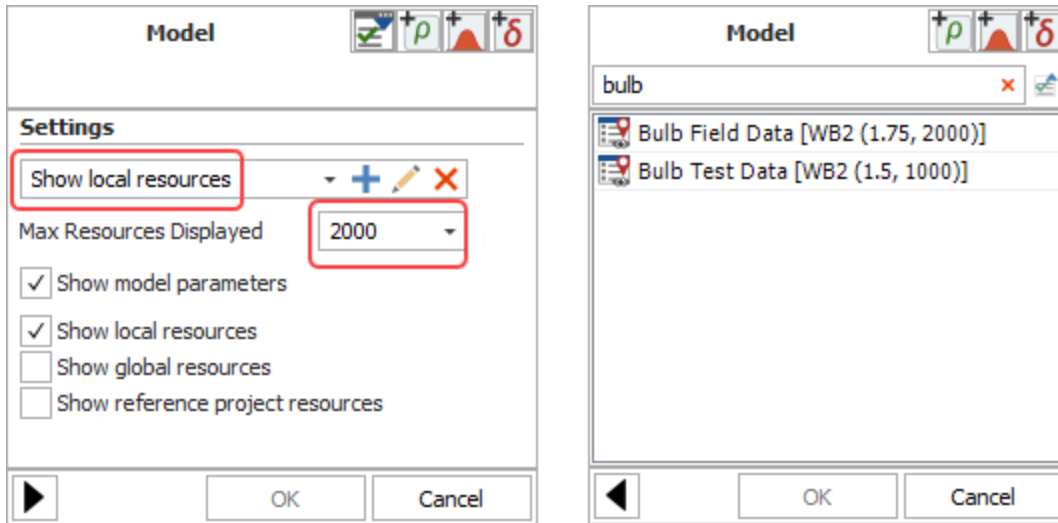 Model
+ρ + +δ
Settings
Show local resources
Max Resources Displayed 2000
Show model parameters
Show local resources
Show global resources
Show reference project resources
OK Cancel
Model
+ρ + +δ
bulb
Bulb Field Data [WB2 (1.75, 2000)]
Bulb Test Data [WB2 (1.5, 1000)]
OK Cancel